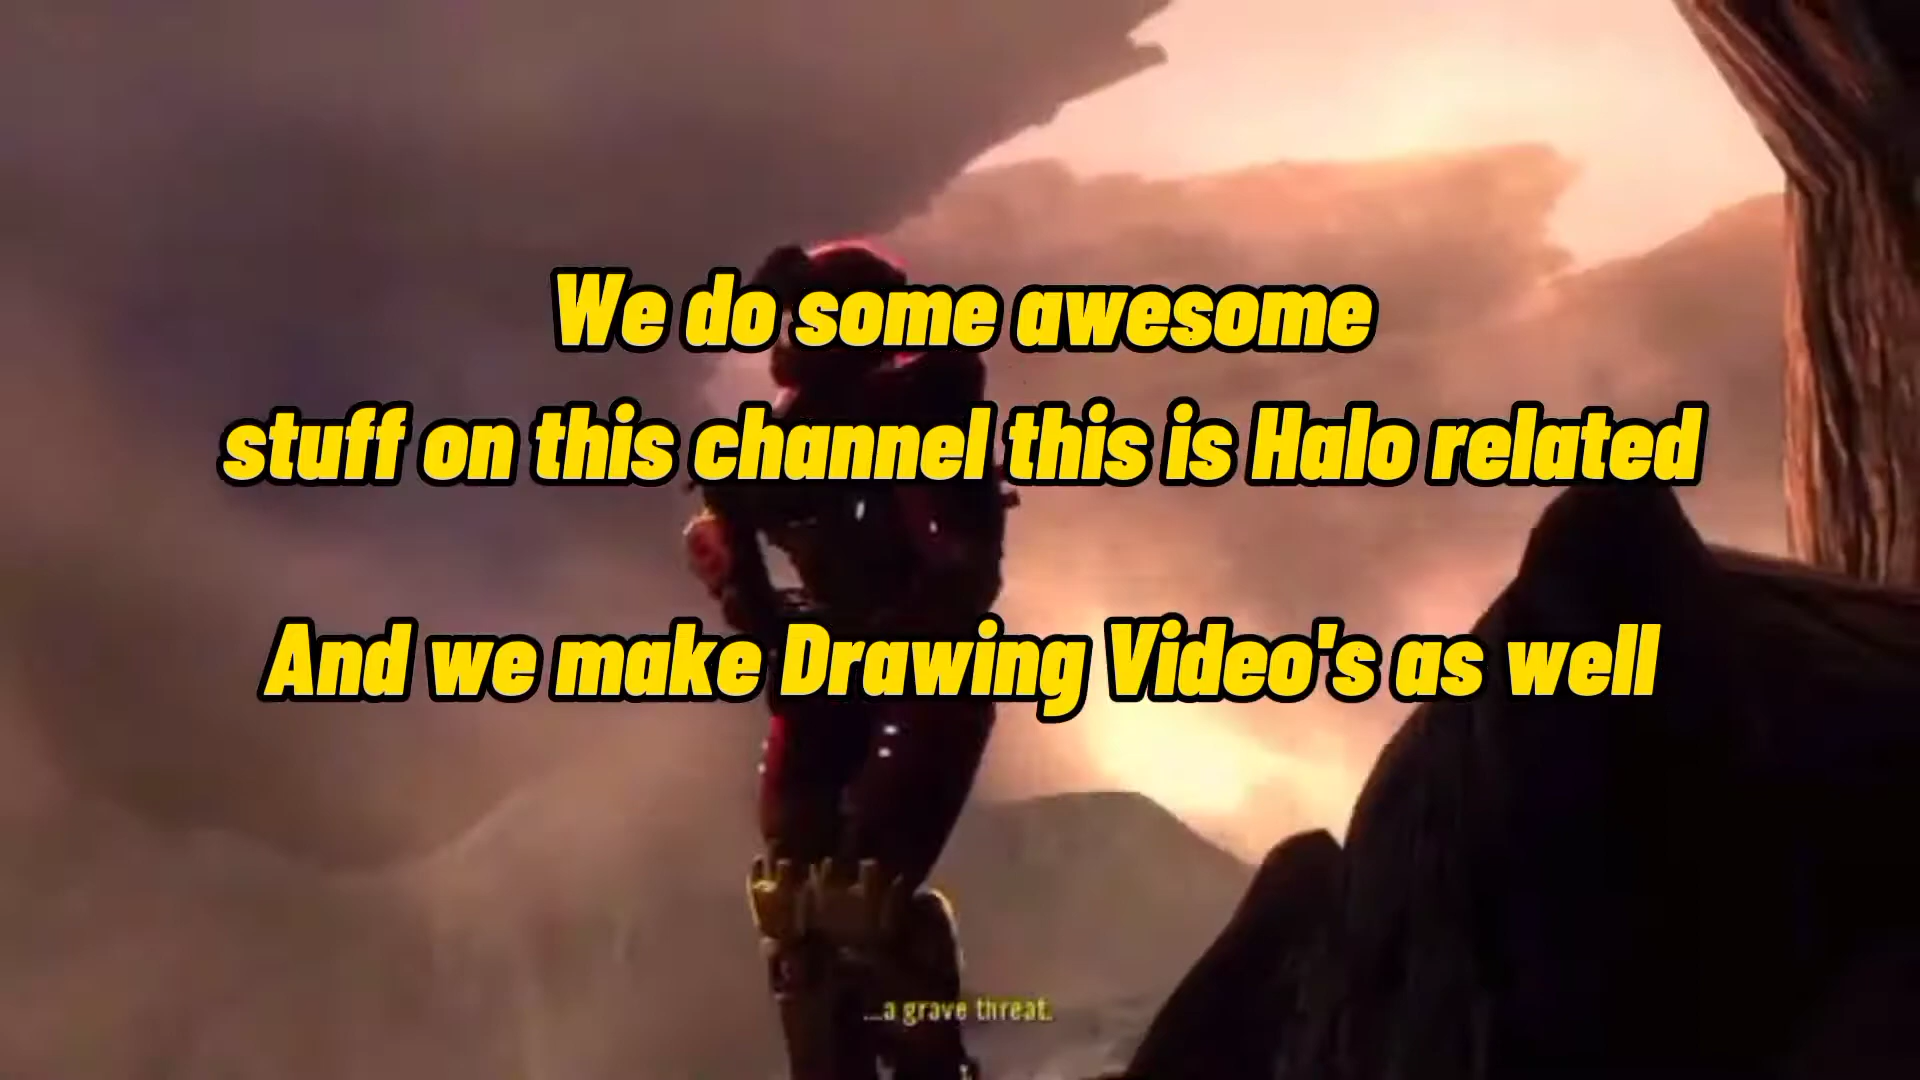 We do some awesome
stuff on this channel this is Halo related
And we make Drawing Video's as well
...a grave threat.